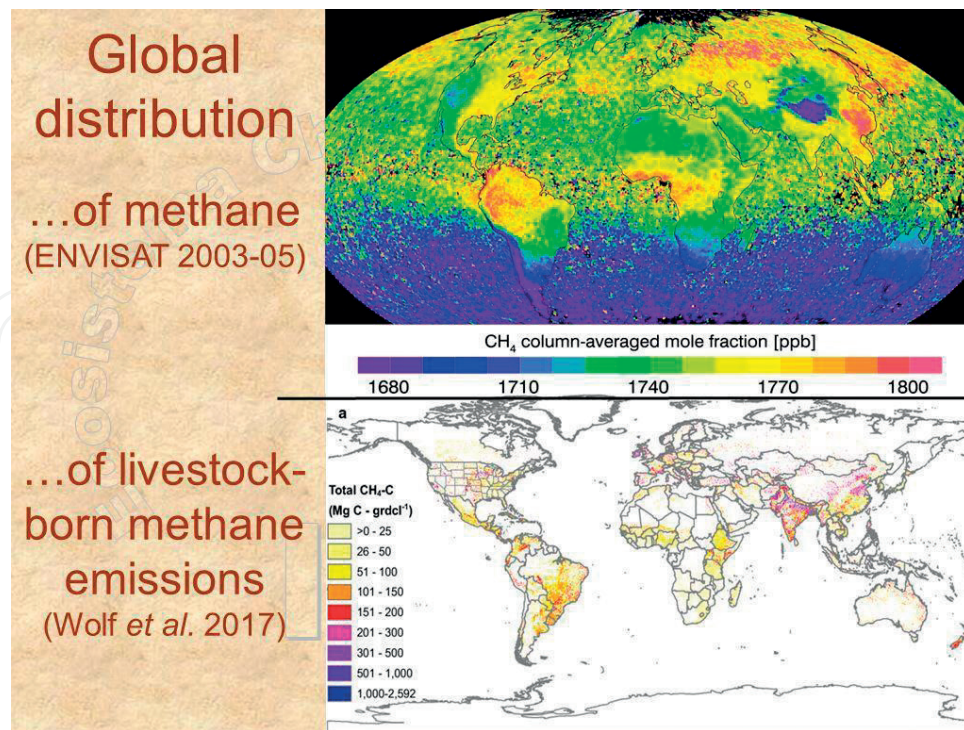 Global
distribution
…of methane
(ENVISAT 2003-05)
CH₄ column-averaged mole fraction [ppb]
1680 1710 1740 1770 1800
…of livestock-
born methane
emissions
(Wolf et al. 2017)
a
Total CH₄-C
(Mg C - grdcl⁻¹)
>0 - 25
26 - 50
51 - 100
101 - 150
151 - 200
201 - 300
301 - 500
501 - 1,000
1,000-2,592